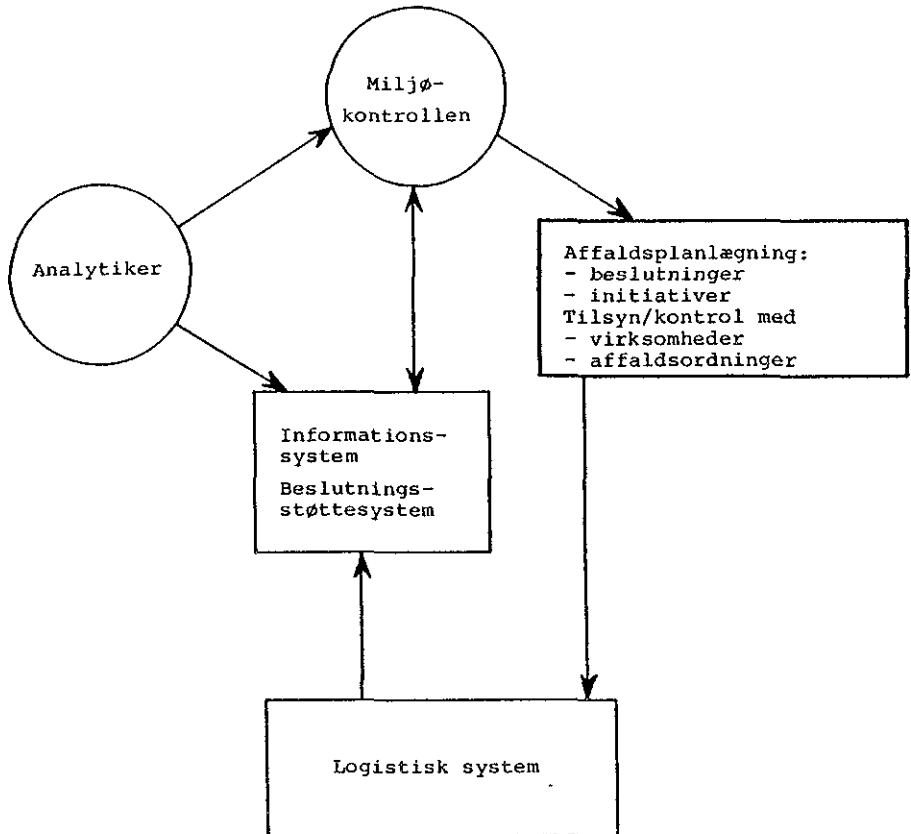 Miljø-
kontrollen
Analytiker
Affaldsplanlægning:
- beslutninger
- initiativer
Tilsyn/kontrol med
- virksomheder
- affaldsordninger
Informations-
system
Beslutnings-
støttesystem
Logistisk system